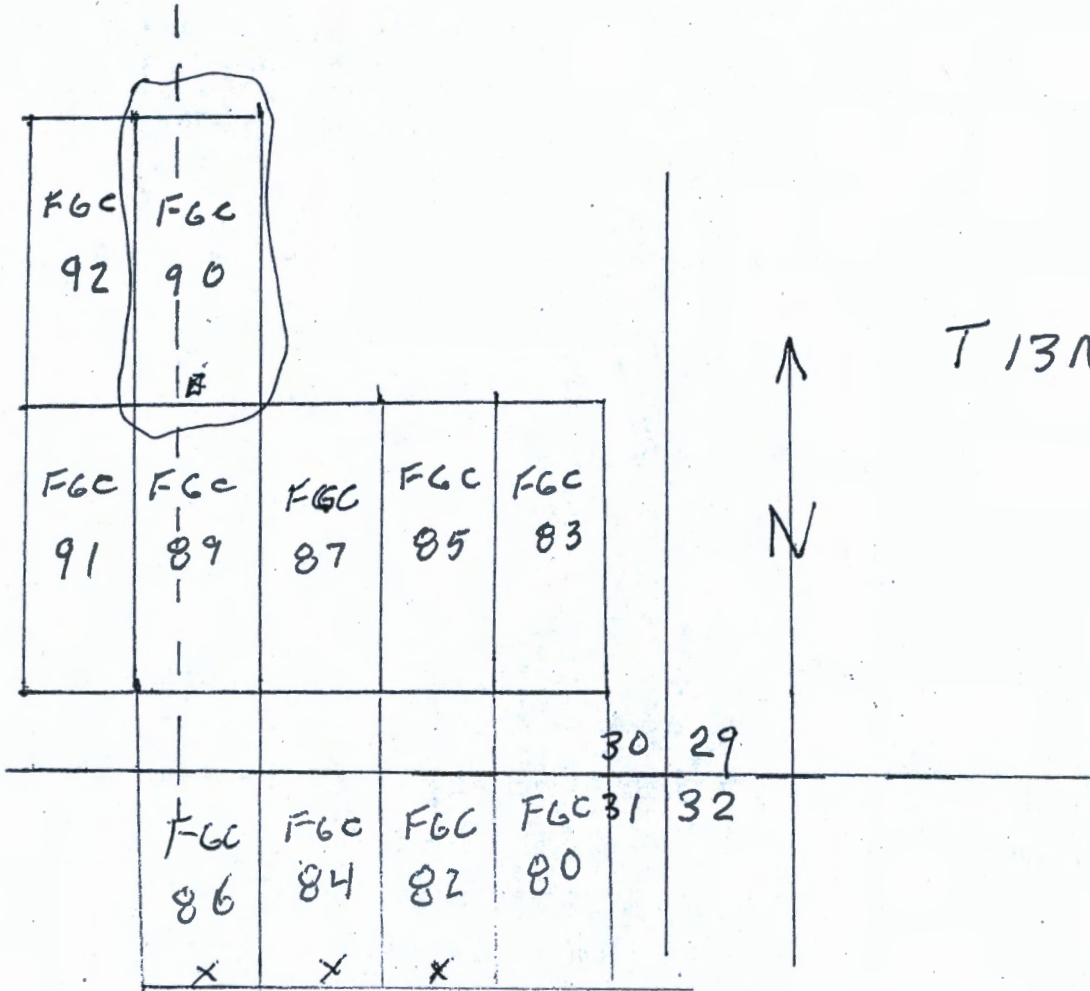 FGC FGC
92 90
T 13N
FGC FGC FGC FGC FGC
91 89 87 85 83
N
30 29
31 32
FGC FGC FGC FGC
86 84 82 80
x x x